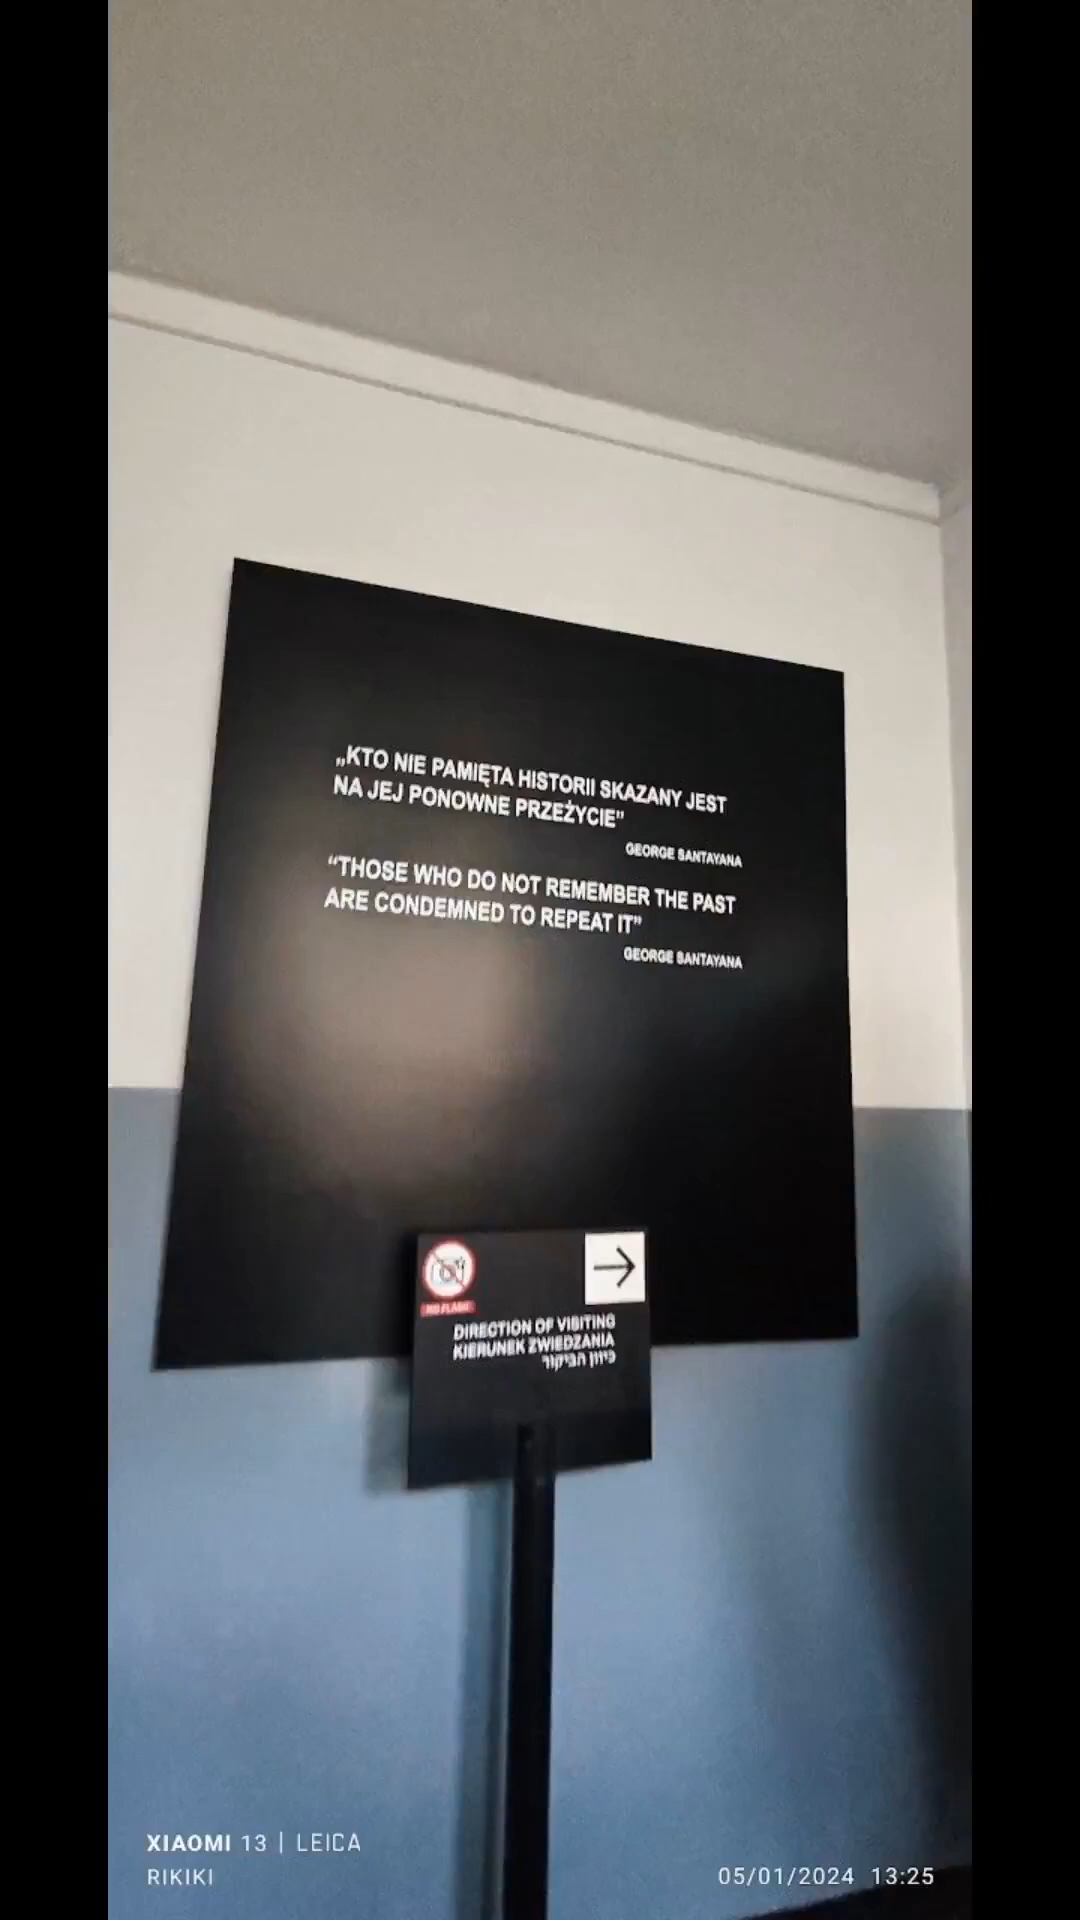 „KTO NIE PAMIĘTA HISTORII SKAZANY JEST
NA JEJ PONOWNE PRZEŻYCIE”
GEORGE SANTAYANA
“THOSE WHO DO NOT REMEMBER THE PAST
ARE CONDEMNED TO REPEAT IT”
GEORGE SANTAYANA
NO FLASH
DIRECTION OF VISITING
KIERUNEK ZWIEDZANIA
כיוון הביקור
XIAOMI 13 | LEICA
RIKIKI
05/01/2024 13:25